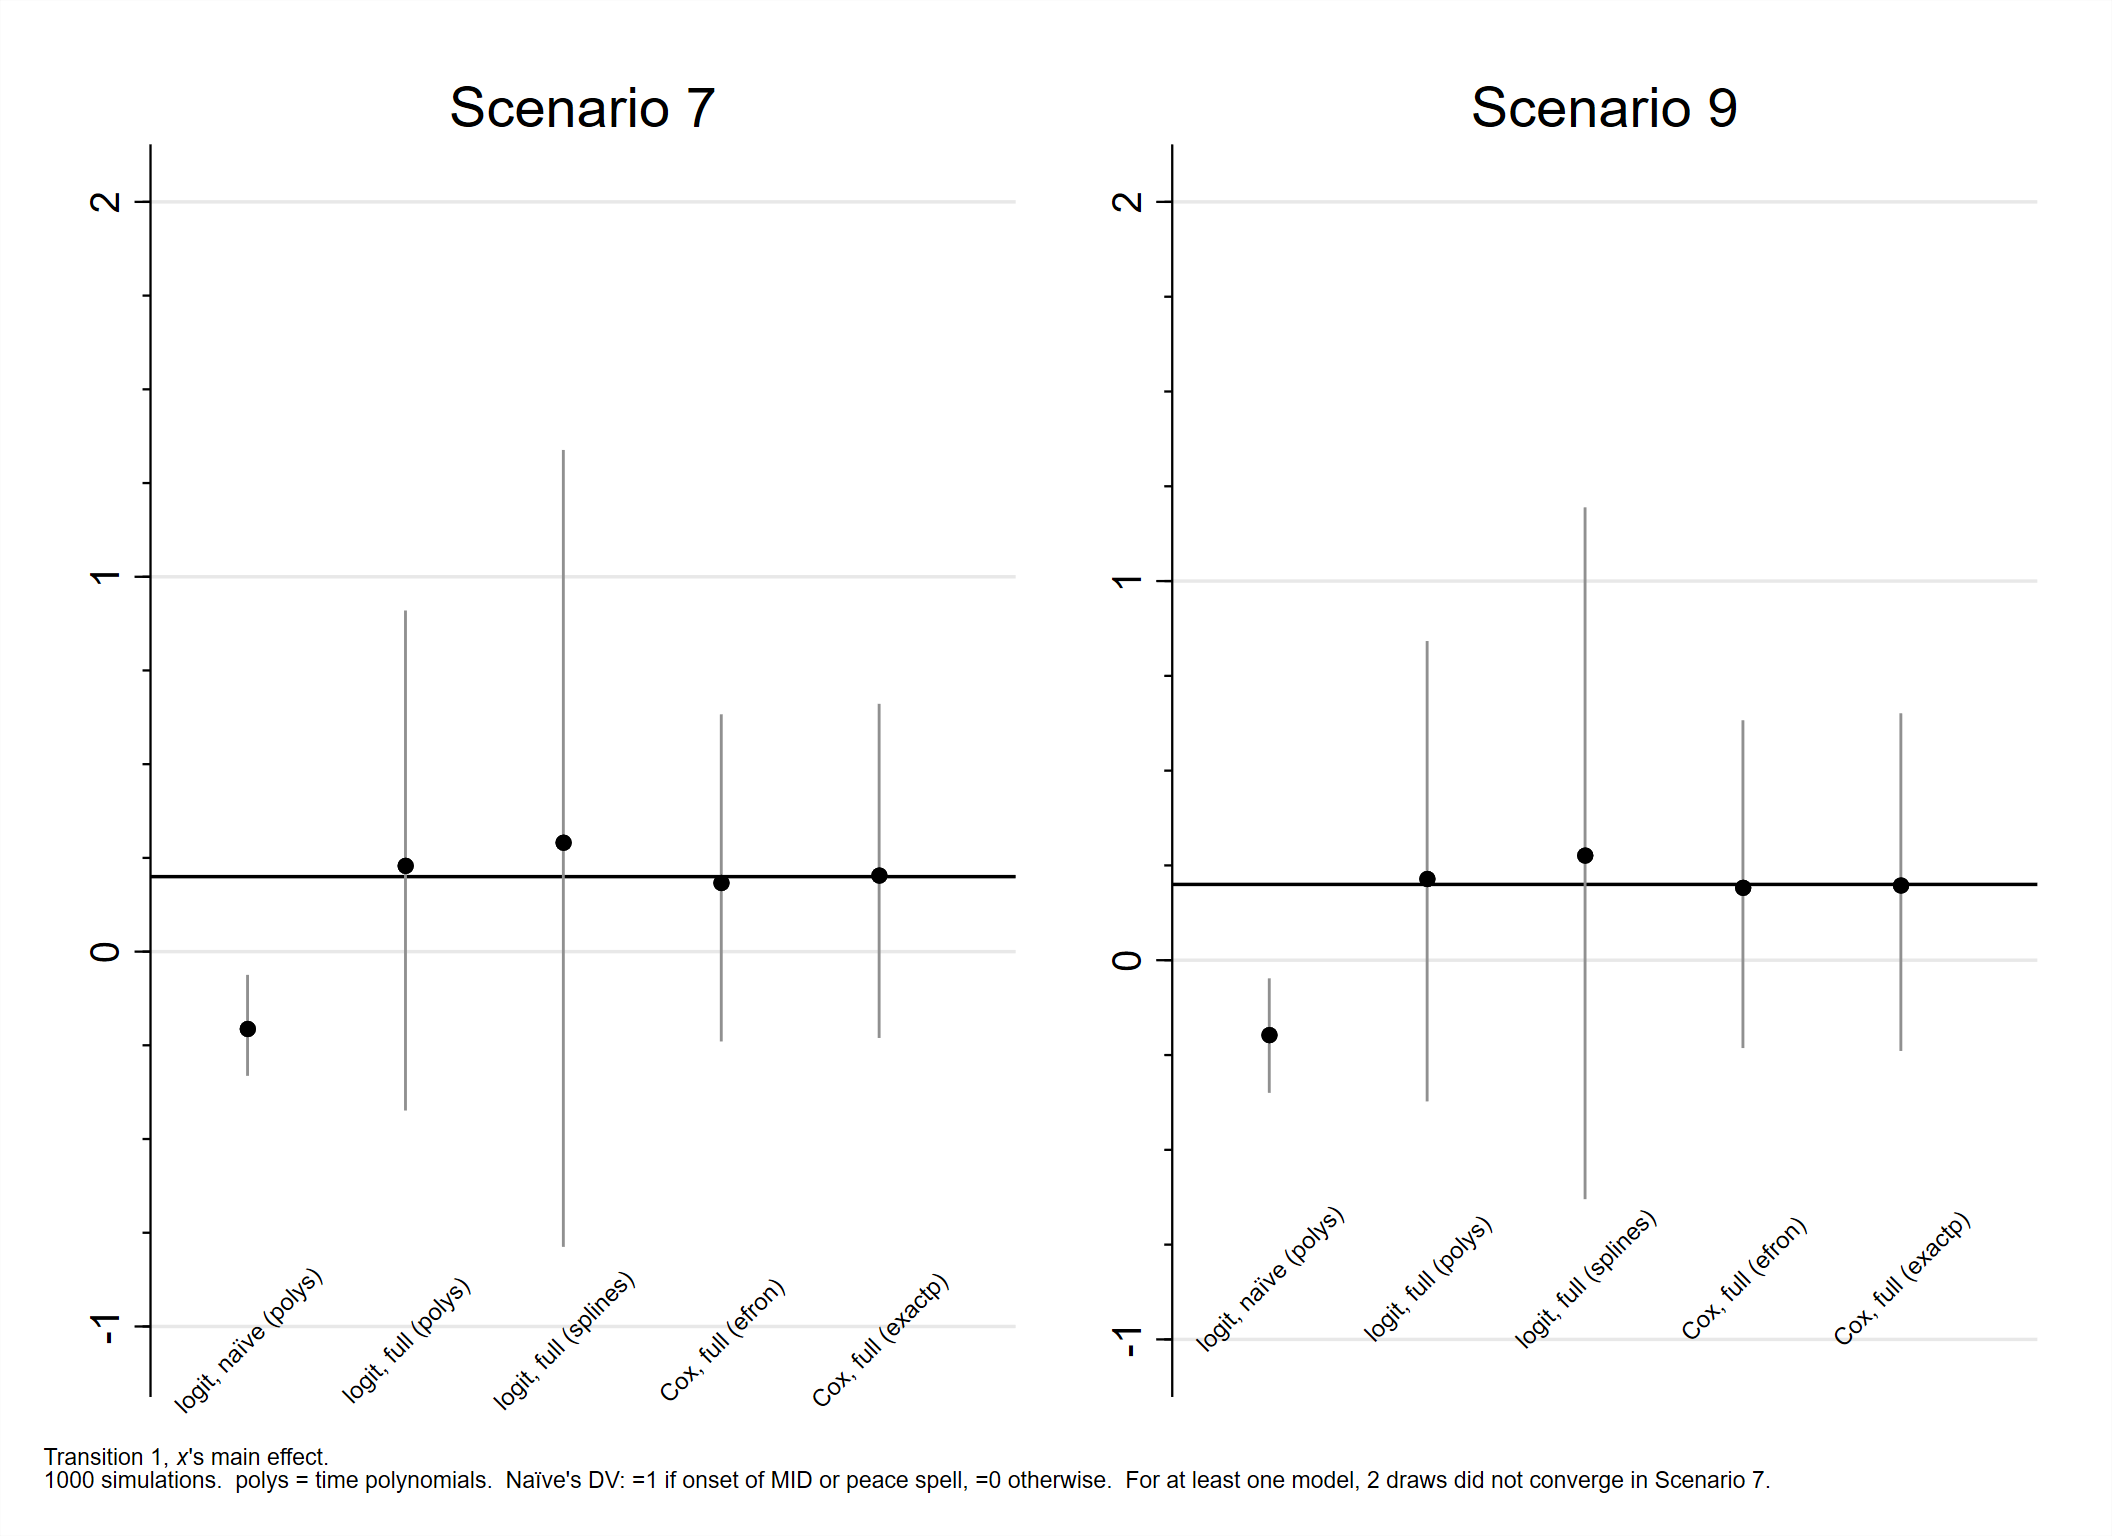 Scenario 7
2
1
0
-1
logit, naïve (polys)
logit, full (polys)
logit, full (splines)
Cox, full (efron)
Cox, full (exactp)
Scenario 9
2
1
0
-1
logit, naïve (polys)
logit, full (polys)
logit, full (splines)
Cox, full (efron)
Cox, full (exactp)
Transition 1, x's main effect.
1000 simulations.  polys = time polynomials.  Naïve's DV: =1 if onset of MID or peace spell, =0 otherwise.  For at least one model, 2 draws did not converge in Scenario 7.